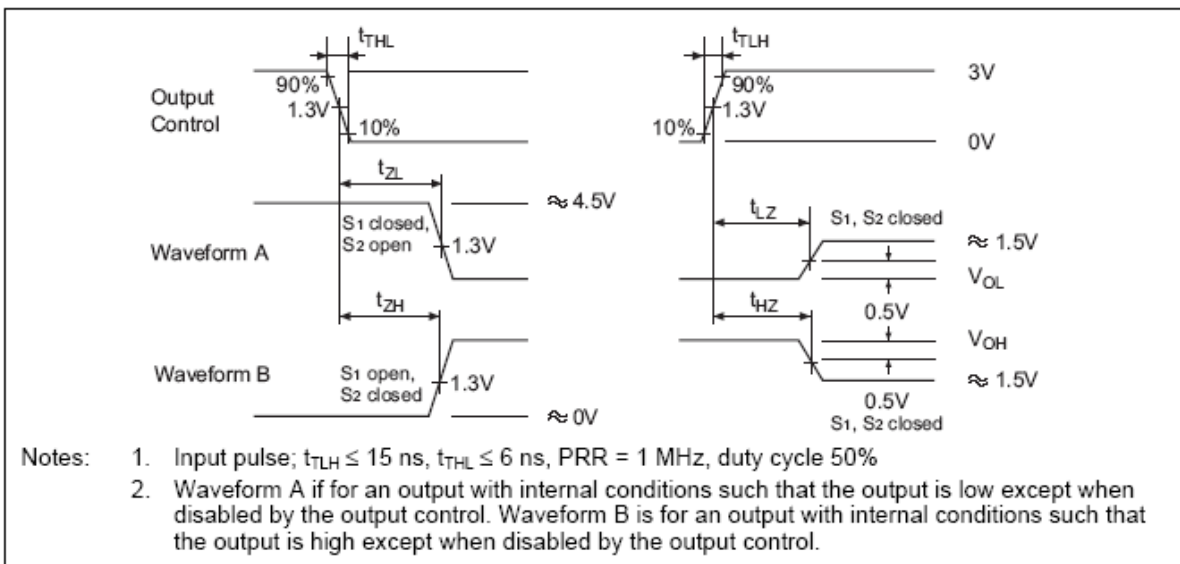 tTHL
tTLH
90%
90%
3V
Output
Control
1.3V
1.3V
10%
10%
0V
tZL
≈ 4.5V
S1 closed,
S2 open
tLZ
S1, S2 closed
Waveform A
1.3V
≈ 1.5V
VOL
tZH
tHZ
0.5V
VOH
Waveform B
S1 open,
S2 closed
1.3V
≈ 1.5V
0.5V
≈ 0V
S1, S2 closed
Notes: 1. Input pulse; tTLH ≤ 15 ns, tTHL ≤ 6 ns, PRR = 1 MHz, duty cycle 50%
2. Waveform A if for an output with internal conditions such that the output is low except when
disabled by the output control. Waveform B is for an output with internal conditions such that
the output is high except when disabled by the output control.